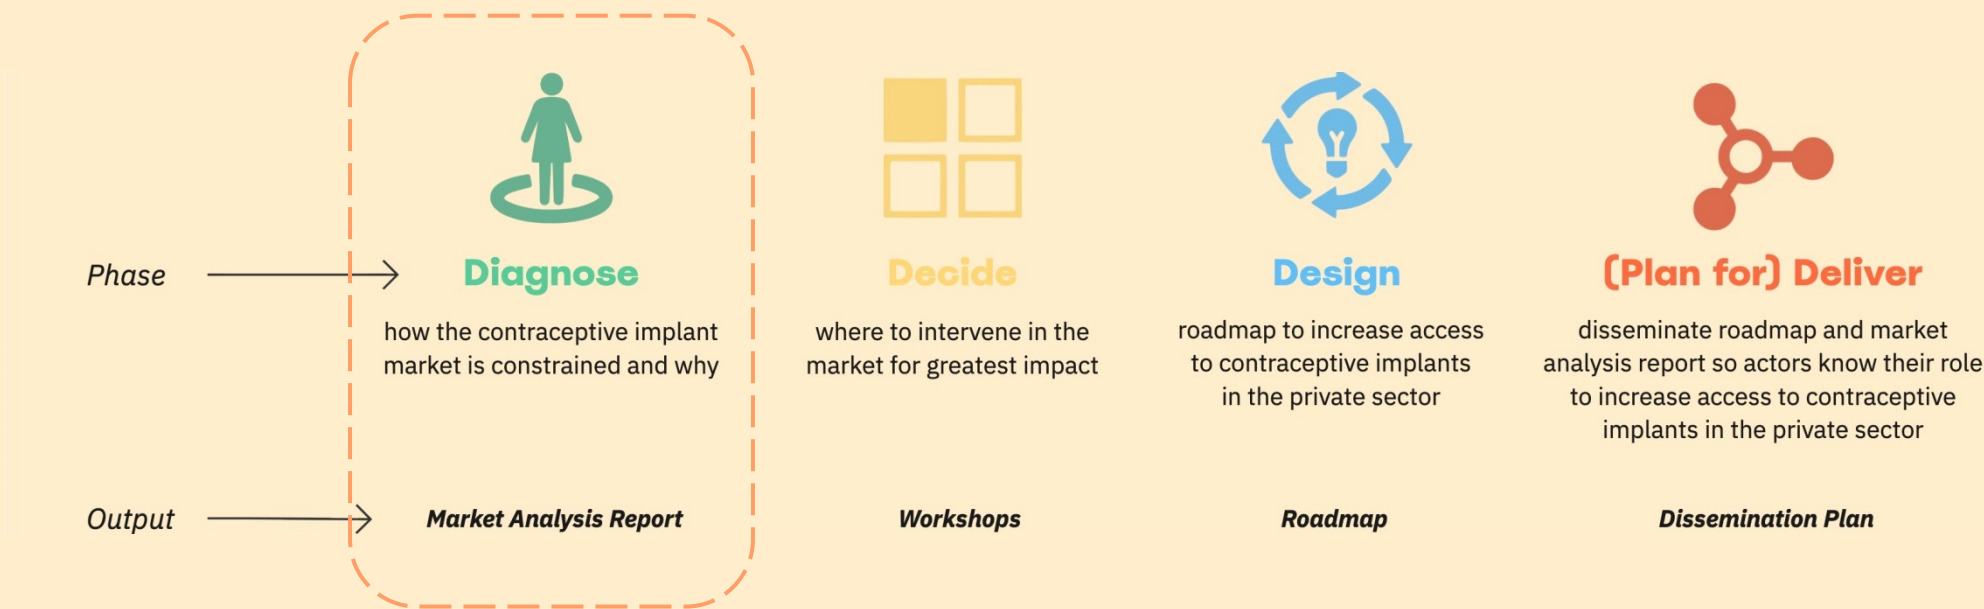 Phase
Diagnose
how the contraceptive implant
market is constrained and why
Decide
where to intervene in the
market for greatest impact
Design
roadmap to increase access
to contraceptive implants
in the private sector
(Plan for) Deliver
disseminate roadmap and market
analysis report so actors know their role
to increase access to contraceptive
implants in the private sector
Output
Market Analysis Report
Workshops
Roadmap
Dissemination Plan